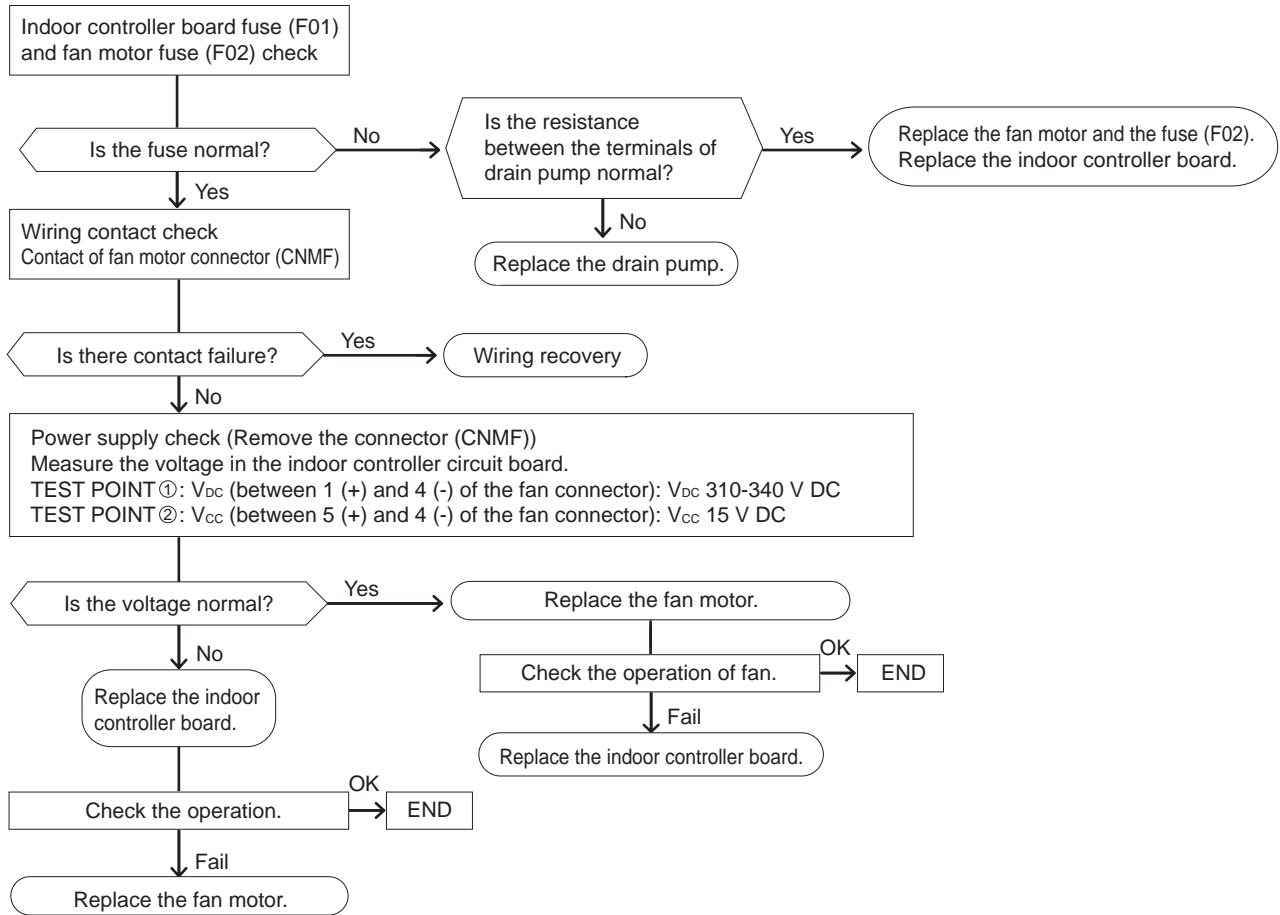 Indoor controller board fuse (F01)
and fan motor fuse (F02) check
Is the fuse normal?
No
Is the resistance
between the terminals of
drain pump normal?
Yes
Replace the fan motor and the fuse (F02).
Replace the indoor controller board.
Yes
No
Replace the drain pump.
Wiring contact check
Contact of fan motor connector (CNMF)
Is there contact failure?
Yes
Wiring recovery
No
Power supply check (Remove the connector (CNMF))
Measure the voltage in the indoor controller circuit board.
TEST POINT①: VDC (between 1 (+) and 4 (-) of the fan connector): VDC 310-340 V DC
TEST POINT②: VCC (between 5 (+) and 4 (-) of the fan connector): VCC 15 V DC
Is the voltage normal?
Yes
Replace the fan motor.
Check the operation of fan.
OK
END
Fail
Replace the indoor controller board.
No
Replace the indoor
controller board.
Check the operation.
OK
END
Fail
Replace the fan motor.